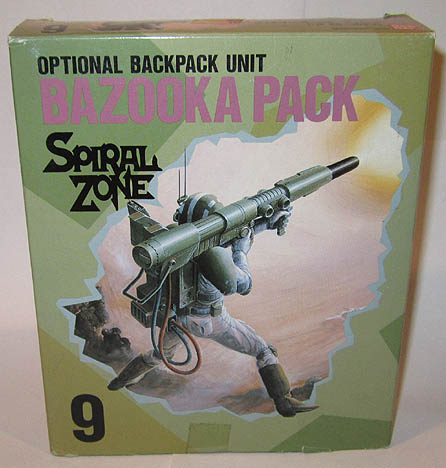 OPTIONAL BACKPACK UNIT
BAZOOKA PACK
SPIRAL
ZONE
9